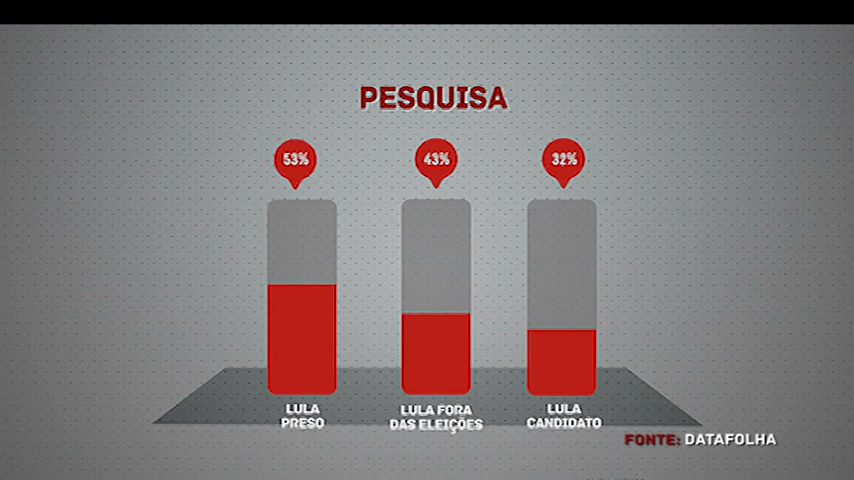 PESQUISA
53%
43%
32%
LULA
PRESO
LULA FORA
DAS ELEIÇÕES
LULA
CANDIDATO
FONTE: DATAFOLHA